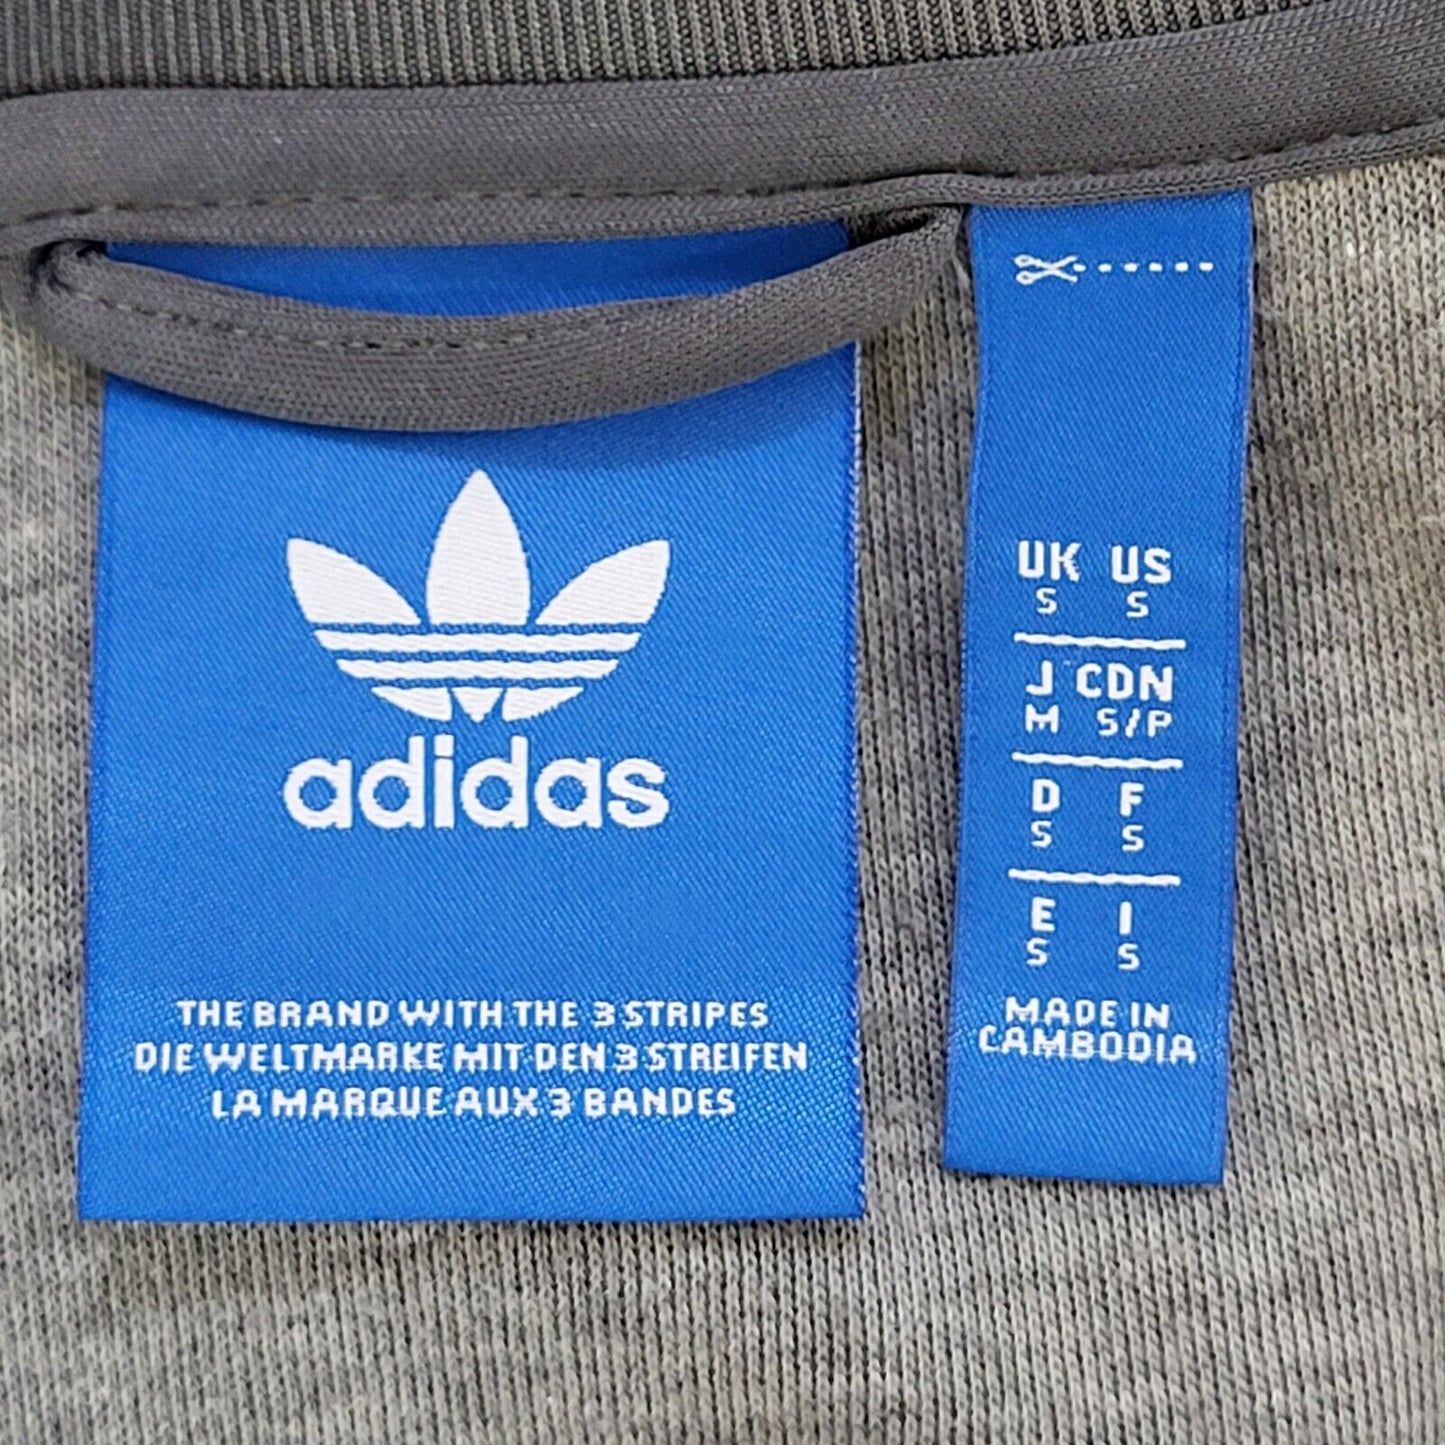 adidas
THE BRAND WITH THE 3 STRIPES
DIE WELTMARKE MIT DEN 3 STREIFEN
LA MARQUE AUX 3 BANDES
UK US
S S
J CDN
M S/P
D F
S S
E I
S S
MADE IN
CAMBODIA